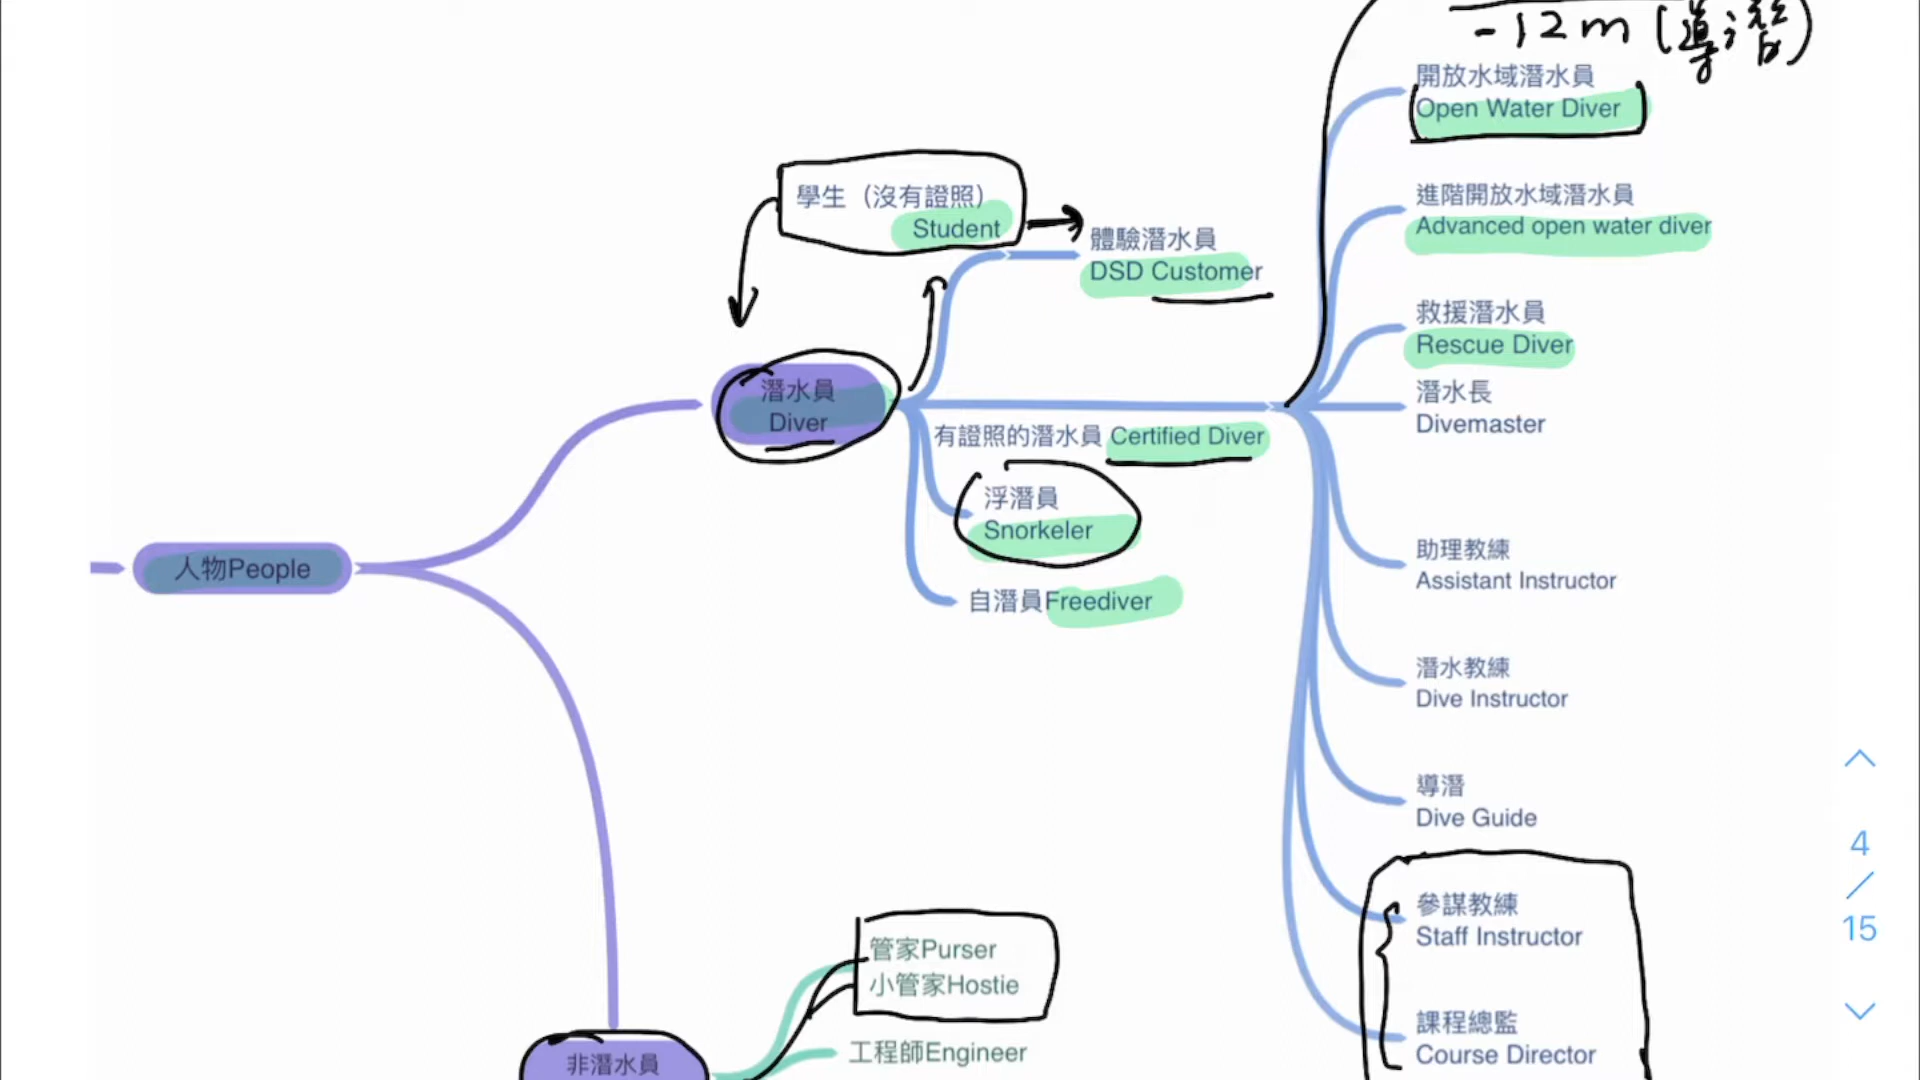 -12m (導潛)
開放水域潛水員
Open Water Diver
進階開放水域潛水員
Advanced open water diver
救援潛水員
Rescue Diver
潛水長
Divemaster
助理教練
Assistant Instructor
潛水教練
Dive Instructor
導潛
Dive Guide
參謀教練
Staff Instructor
課程總監
Course Director
學生（沒有證照）
Student
體驗潛水員
DSD Customer
潛水員
Diver
有證照的潛水員 Certified Diver
浮潛員
Snorkeler
自潛員Freediver
人物People
管家Purser
小管家Hostie
工程師Engineer
非潛水員
4
/
15